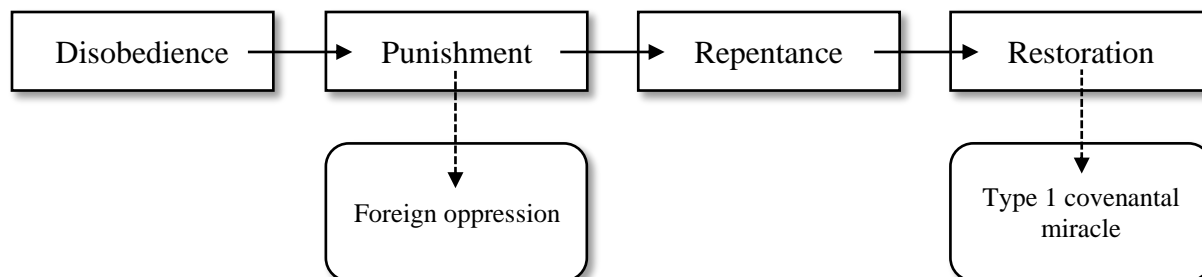 Disobedience
Punishment
Repentance
Restoration
Foreign oppression
Type 1 covenantal
miracle